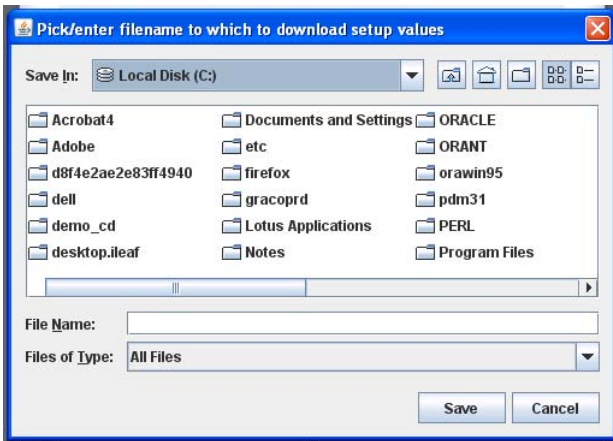 Pick/enter filename to which to download setup values
Save In: Local Disk (C:)
Acrobat4 Documents and Settings ORACLE
Adobe etc ORANT
d8f4e2ae2e83ff4940 firefox orawin95
dell gracoprd pdm31
demo_cd Lotus Applications PERL
desktop.ileaf Notes Program Files
File Name:
Files of Type: All Files
Save Cancel